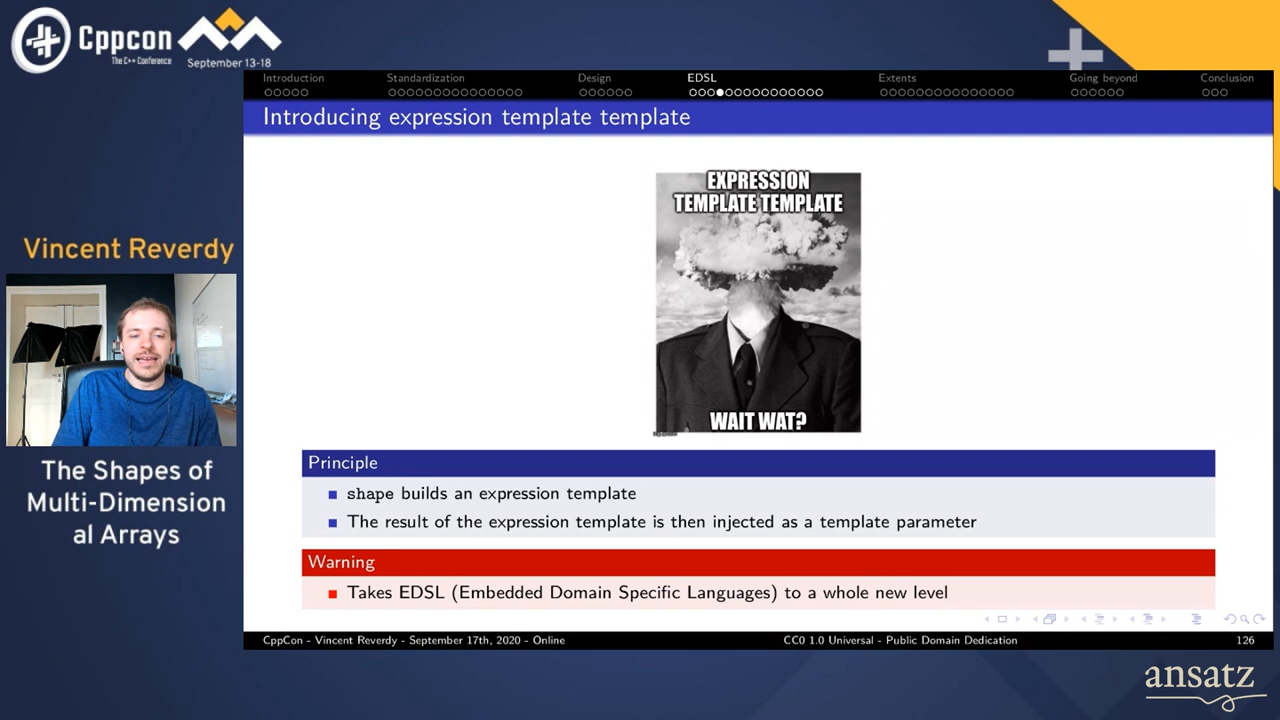 Cppcon
The C++ Conference
September 13-18
Introduction
Standardization
Design
EDSL
Extents
Going beyond
Conclusion
Introducing expression template template
EXPRESSION
TEMPLATE TEMPLATE
WAIT WAT?
Vincent Reverdy
The Shapes of
Multi-Dimension
al Arrays
Principle
shape builds an expression template
The result of the expression template is then injected as a template parameter
Warning
Takes EDSL (Embedded Domain Specific Languages) to a whole new level
CppCon - Vincent Reverdy - September 17th, 2020 - Online
CC0 1.0 Universal - Public Domain Dedication
126
ansatz